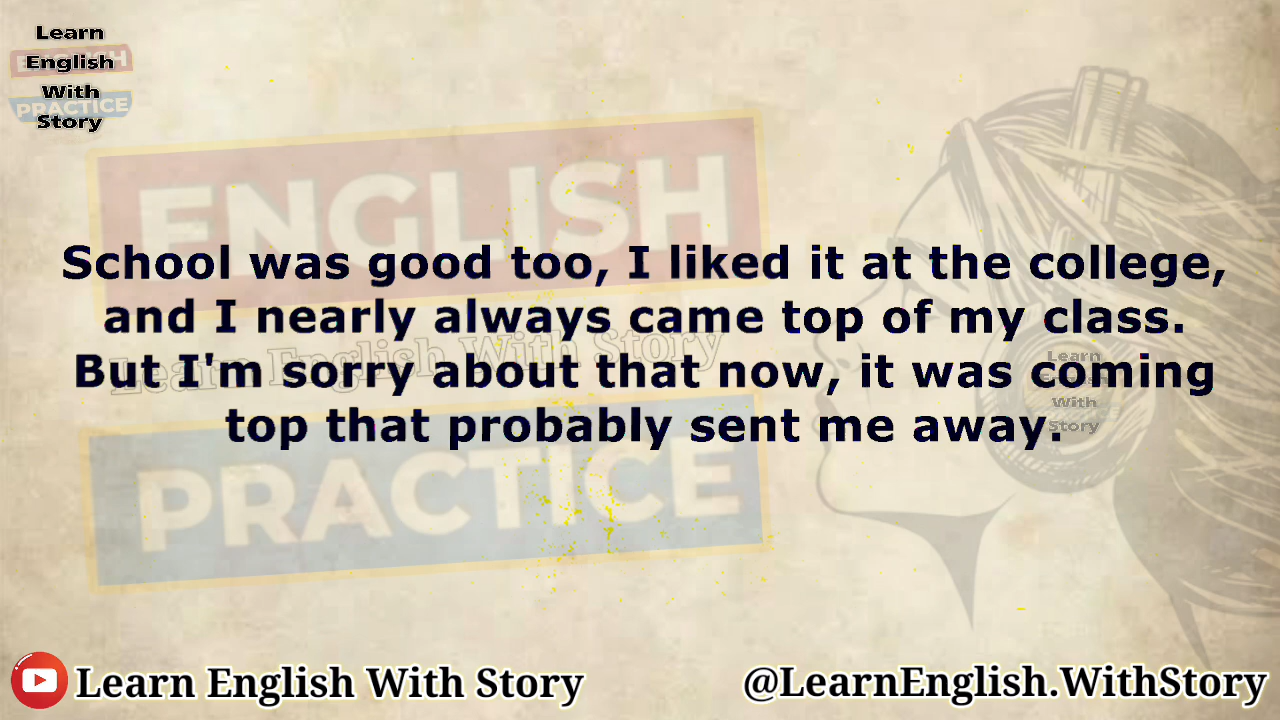 Learn
English
With
Story
ENGLISH
PRACTICE
ENGLISH
School was good too, I liked it at the college,
and I nearly always came top of my class.
Learn English With Story
But I'm sorry about that now, it was coming
top that probably sent me away.
Learn
With
Story
PRACTICE
Learn English With Story
@LearnEnglish.WithStory